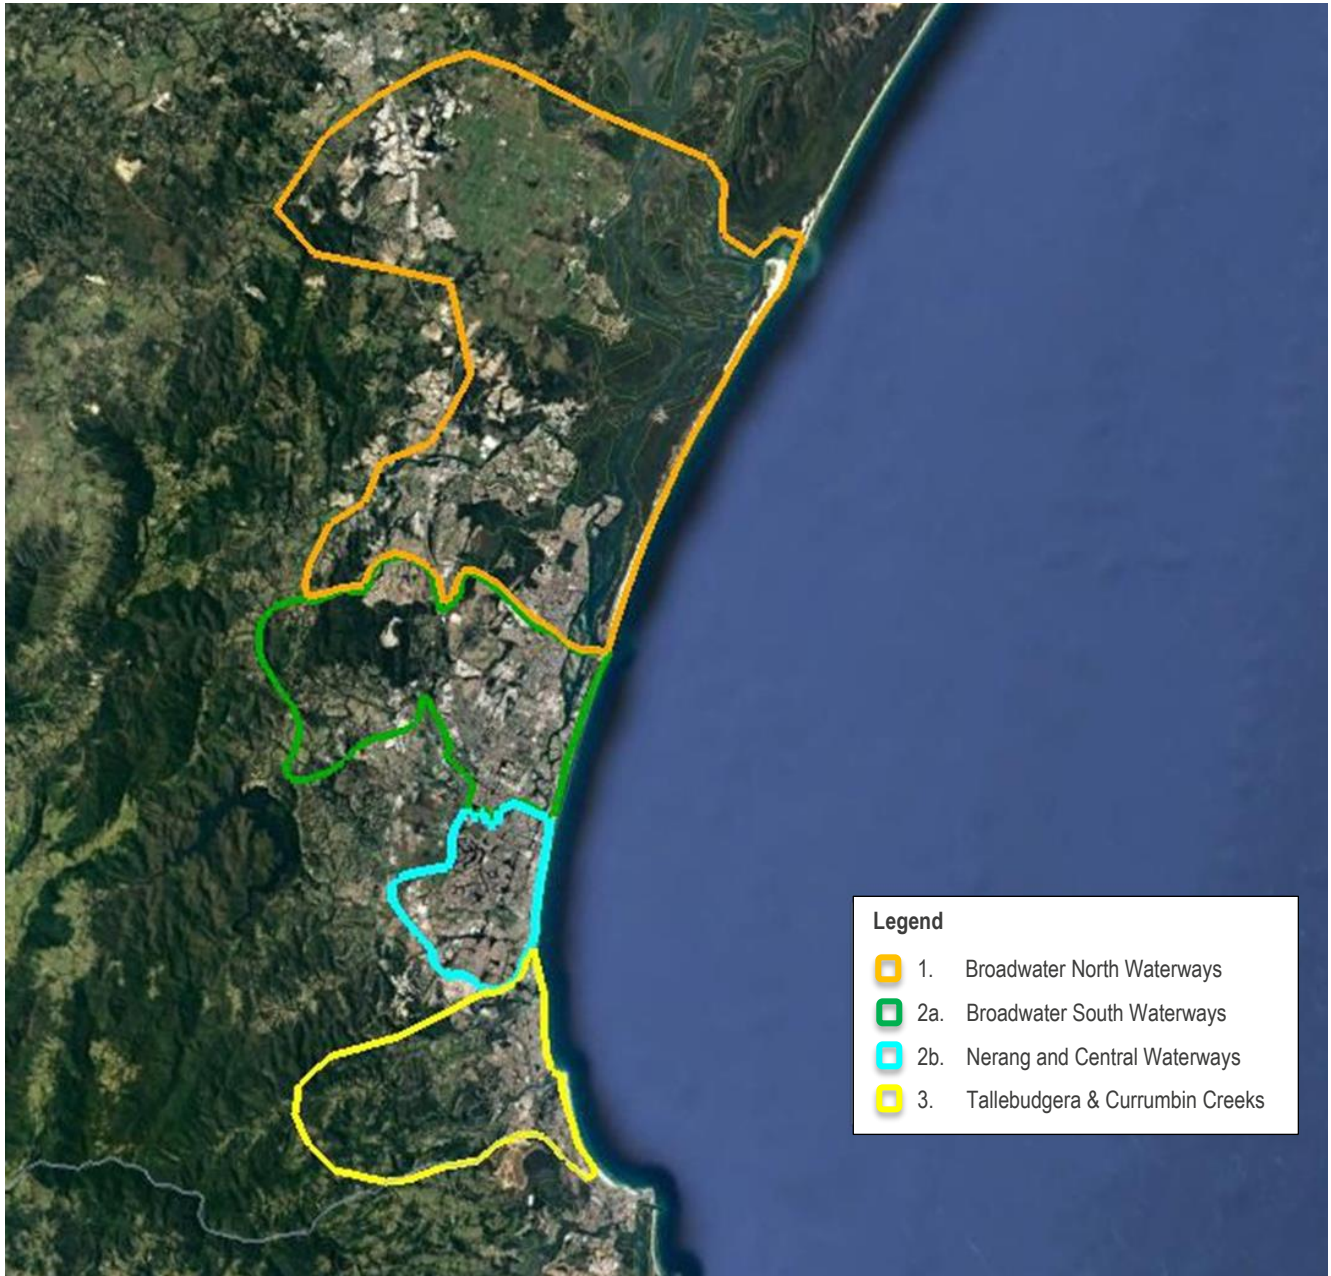 Legend
1. Broadwater North Waterways
2a. Broadwater South Waterways
2b. Nerang and Central Waterways
3. Tallebudgera & Currumbin Creeks